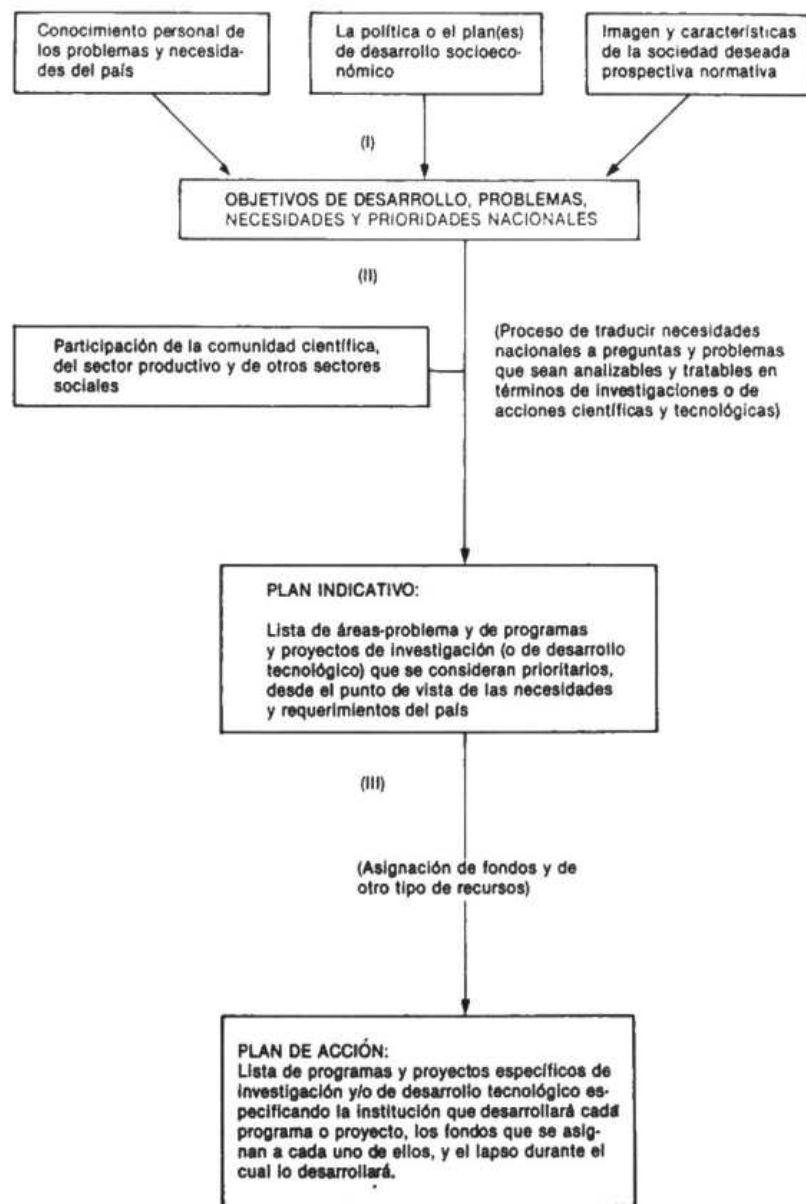 Conocimiento personal de
los problemas y necesida-
des del país
La política o el plan(es)
de desarrollo socioeco-
nómico
Imagen y características
de la sociedad deseada
prospectiva normativa
(I)
OBJETIVOS DE DESARROLLO, PROBLEMAS,
NECESIDADES Y PRIORIDADES NACIONALES
(II)
Participación de la comunidad científica,
del sector productivo y de otros sectores
sociales
(Proceso de traducir necesidades
nacionales a preguntas y problemas
que sean analizables y tratables en
términos de investigaciones o de
acciones científicas y tecnológicas)
PLAN INDICATIVO:
Lista de áreas-problema y de programas
y proyectos de investigación (o de desarrollo
tecnológico) que se consideran prioritarios,
desde el punto de vista de las necesidades
y requerimientos del país
(III)
(Asignación de fondos y de
otro tipo de recursos)
PLAN DE ACCIÓN:
Lista de programas y proyectos específicos de
investigación y/o de desarrollo tecnológico es-
pecificando la institución que desarrollará cada
programa o proyecto, los fondos que se asig-
nan a cada uno de ellos, y el lapso durante el
cual lo desarrollará.